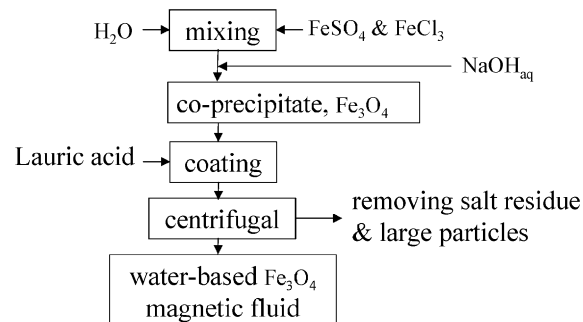 H₂O
mixing
FeSO₄ & FeCl₃
NaOHaq
co-precipitate, Fe₃O₄
Lauric acid
coating
centrifugal
removing salt residue
& large particles
water-based Fe₃O₄
magnetic fluid